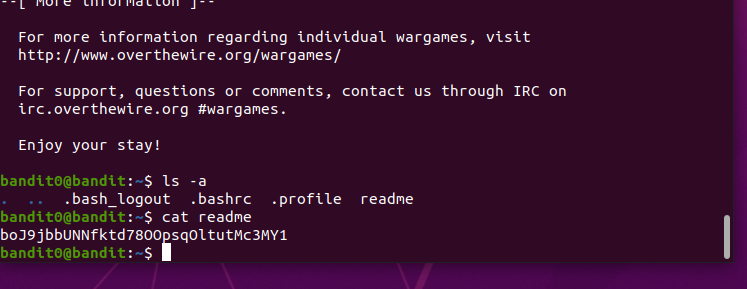 --[ More information ]--
For more information regarding individual wargames, visit
http://www.overthewire.org/wargames/
For support, questions or comments, contact us through IRC on
irc.overthewire.org #wargames.
Enjoy your stay!
bandit0@bandit:~$ ls -a
.  ..  .bash_logout  .bashrc  .profile  readme
bandit0@bandit:~$ cat readme
boJ9jbbUNNfktd78OOpsqOltutMc3MY1
bandit0@bandit:~$